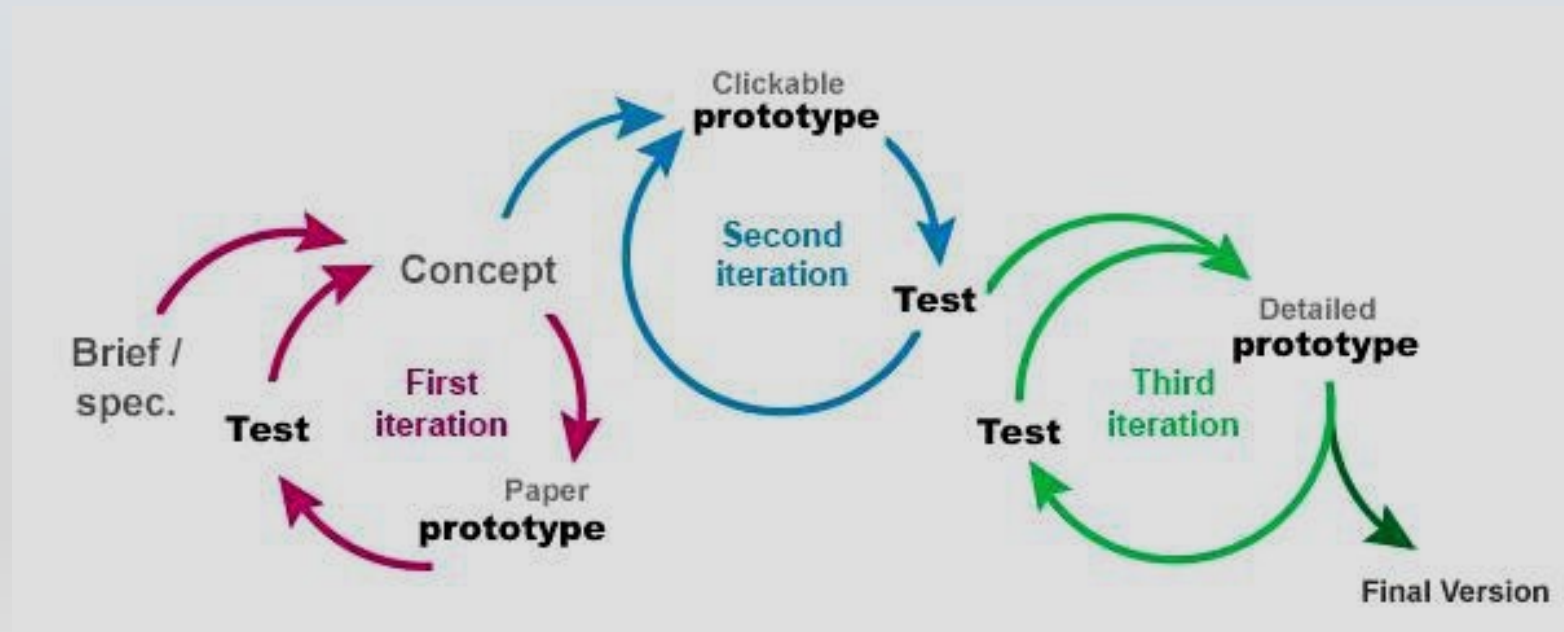 Brief /
spec.
Concept
Test
First
iteration
Paper
prototype
Clickable
prototype
Second
iteration
Test
Detailed
prototype
Third
iteration
Test
Final Version